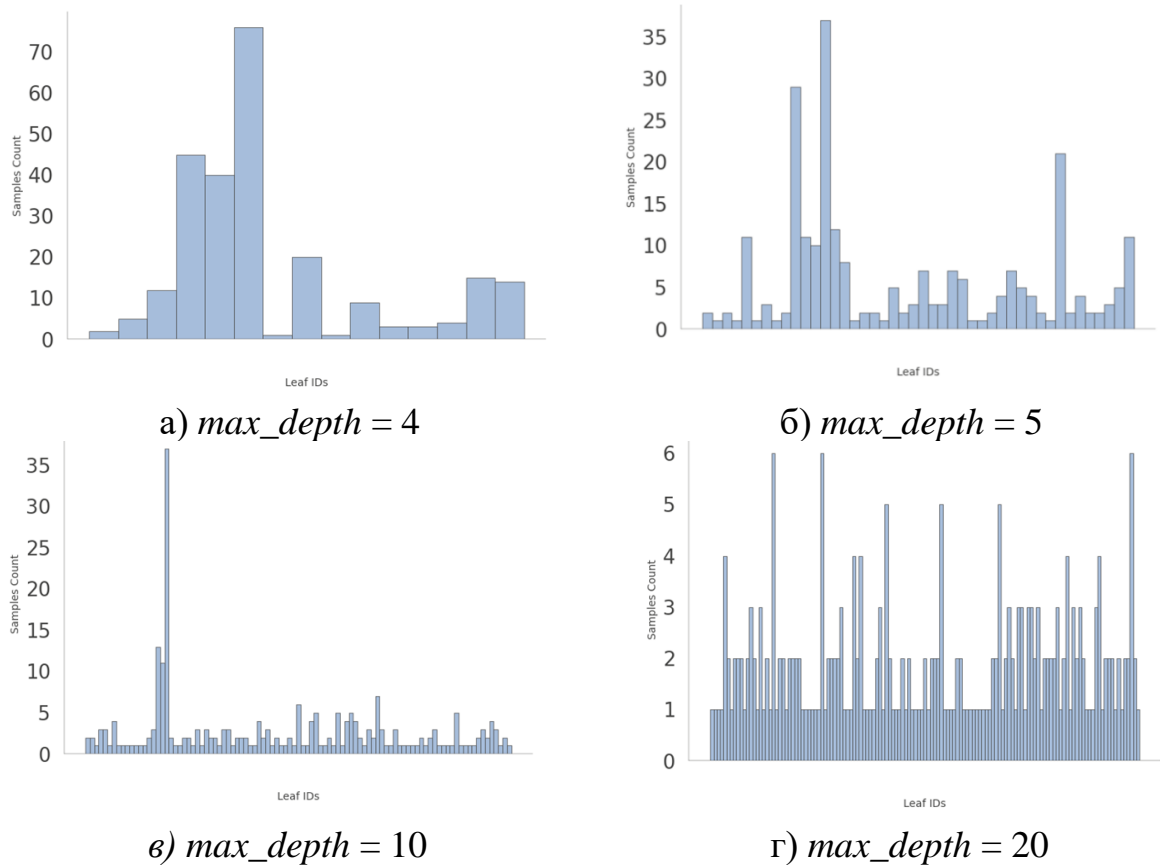 70
60
50
40
30
20
10
0
Samples Count
Leaf IDs
а) max_depth = 4
35
30
25
20
15
10
5
0
Samples Count
Leaf IDs
б) max_depth = 5
35
30
25
20
15
10
5
0
Samples Count
Leaf IDs
в) max_depth = 10
6
5
4
3
2
1
0
Samples Count
Leaf IDs
г) max_depth = 20